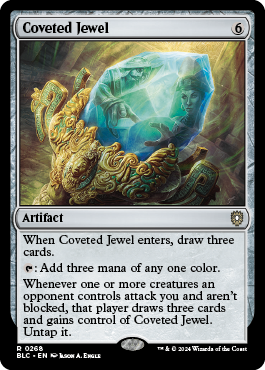 Coveted Jewel 6
Artifact
When Coveted Jewel enters, draw three
cards.
: Add three mana of any one color.
Whenever one or more creatures an
opponent controls attack you and aren't
blocked, that player draws three cards
and gains control of Coveted Jewel.
Untap it.
R 0268
BLC • EN Jason A. Engle
™ & © 2024 Wizards of the Coast